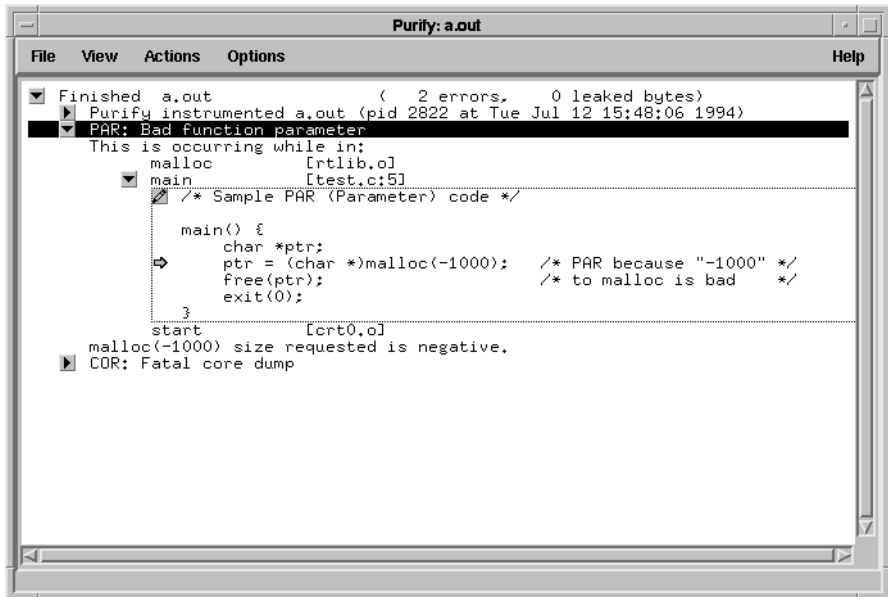 Purify: a.out
File View Actions Options Help
Finished a.out ( 2 errors, 0 leaked bytes)
Purify instrumented a.out (pid 2822 at Tue Jul 12 15:48:06 1994)
PAR: Bad function parameter
This is occurring while in:
malloc [rtlib.o]
main [test.c:5]
/* Sample PAR (Parameter) code */
main() {
char *ptr;
ptr = (char *)malloc(-1000); /* PAR because "-1000" */
free(ptr); /* to malloc is bad */
exit(0);
}
start [crt0.o]
malloc(-1000) size requested is negative.
COR: Fatal core dump